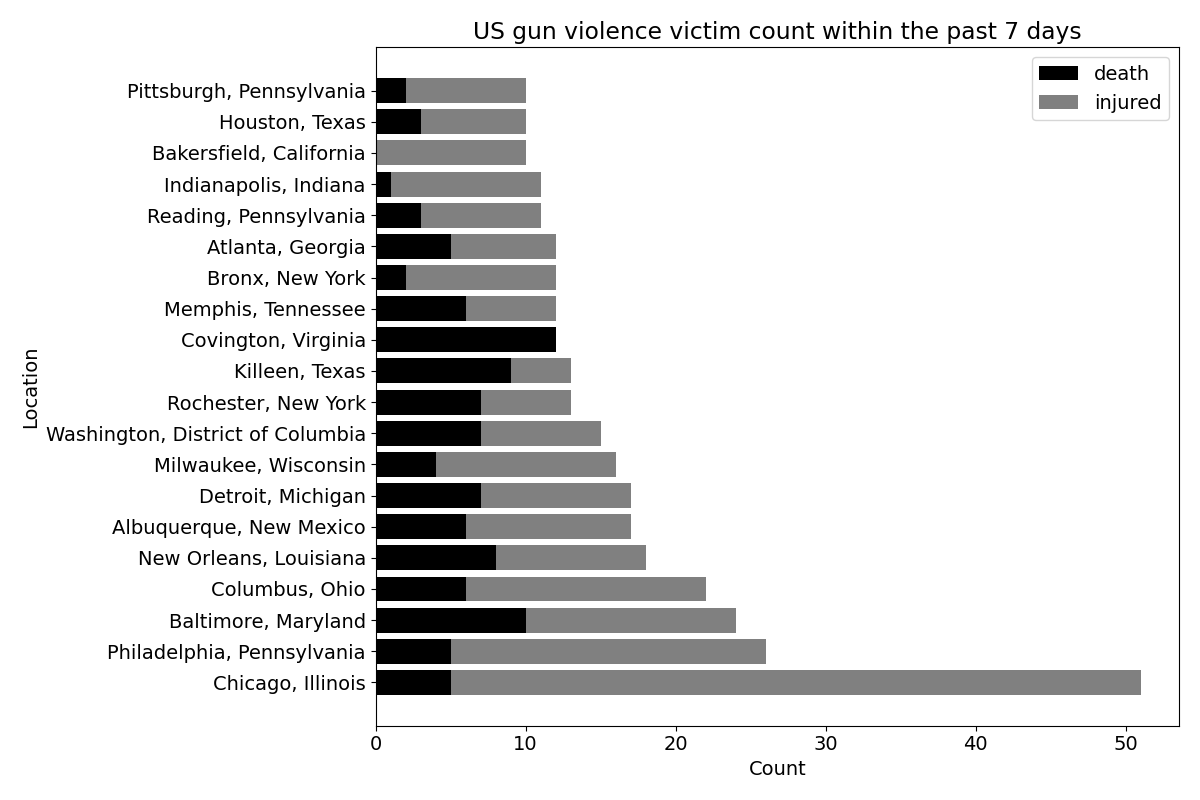 US gun violence victim count within the past 7 days
death
injured
Location
Pittsburgh, Pennsylvania
Houston, Texas
Bakersfield, California
Indianapolis, Indiana
Reading, Pennsylvania
Atlanta, Georgia
Bronx, New York
Memphis, Tennessee
Covington, Virginia
Killeen, Texas
Rochester, New York
Washington, District of Columbia
Milwaukee, Wisconsin
Detroit, Michigan
Albuquerque, New Mexico
New Orleans, Louisiana
Columbus, Ohio
Baltimore, Maryland
Philadelphia, Pennsylvania
Chicago, Illinois
0 10 20 30 40 50
Count